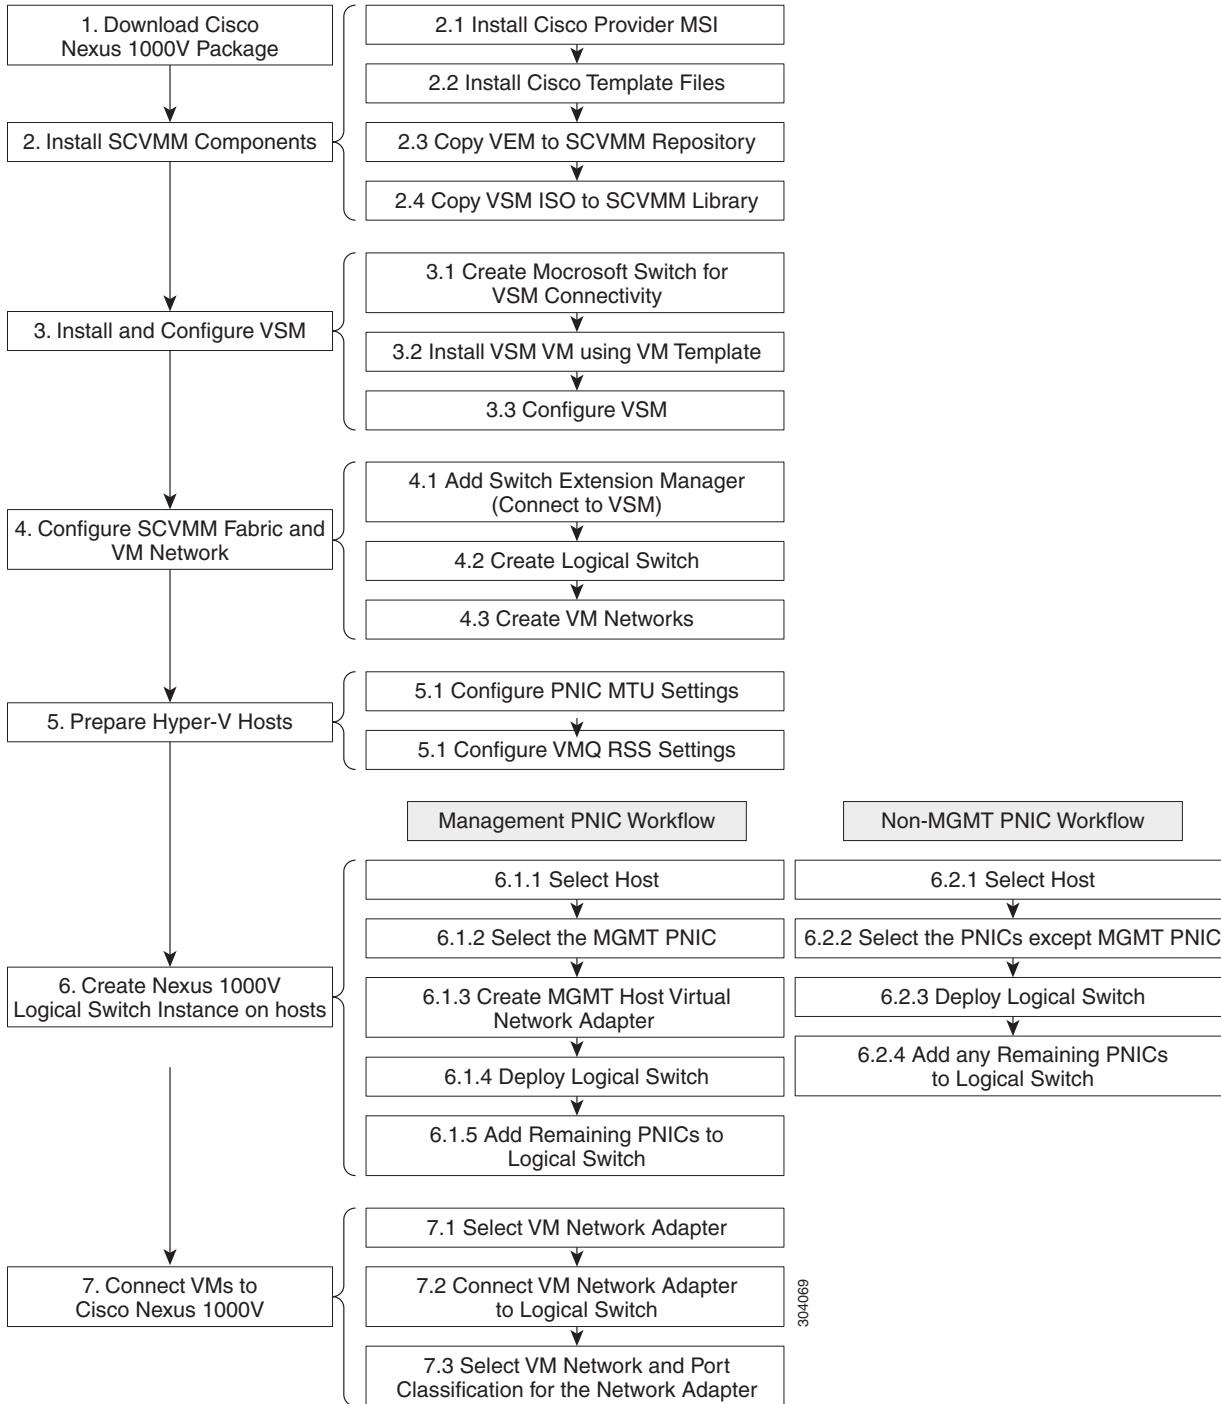 1. Download Cisco
Nexus 1000V Package
2.1 Install Cisco Provider MSI
2.2 Install Cisco Template Files
2. Install SCVMM Components
2.3 Copy VEM to SCVMM Repository
2.4 Copy VSM ISO to SCVMM Library
3.1 Create Mocrosoft Switch for
VSM Connectivity
3. Install and Configure VSM
3.2 Install VSM VM using VM Template
3.3 Configure VSM
4.1 Add Switch Extension Manager
(Connect to VSM)
4. Configure SCVMM Fabric and
VM Network
4.2 Create Logical Switch
4.3 Create VM Networks
5.1 Configure PNIC MTU Settings
5. Prepare Hyper-V Hosts
5.1 Configure VMQ RSS Settings
Management PNIC Workflow
Non-MGMT PNIC Workflow
6.1.1 Select Host
6.2.1 Select Host
6.1.2 Select the MGMT PNIC
6.2.2 Select the PNICs except MGMT PNIC
6. Create Nexus 1000V
Logical Switch Instance on hosts
6.1.3 Create MGMT Host Virtual
Network Adapter
6.2.3 Deploy Logical Switch
6.1.4 Deploy Logical Switch
6.2.4 Add any Remaining PNICs
to Logical Switch
6.1.5 Add Remaining PNICs to
Logical Switch
7.1 Select VM Network Adapter
7. Connect VMs to
Cisco Nexus 1000V
7.2 Connect VM Network Adapter
to Logical Switch
304069
7.3 Select VM Network and Port
Classification for the Network Adapter